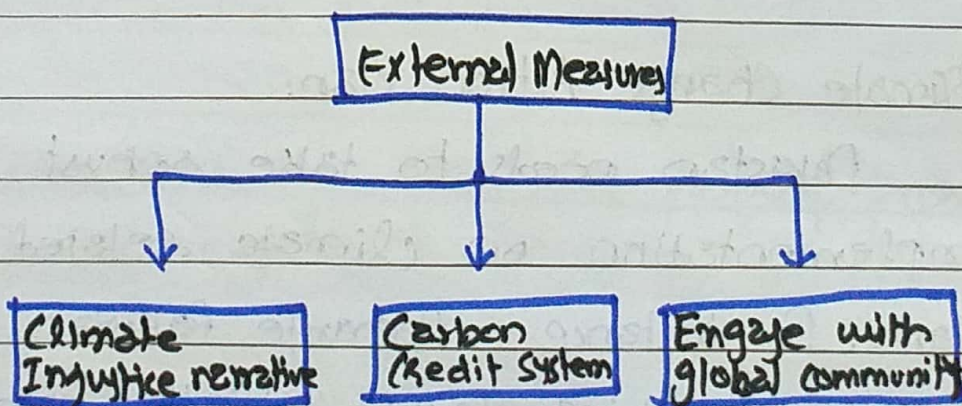 External Measures
Climate
Injustice narrative
Carbon
Credit System
Engage with
global community